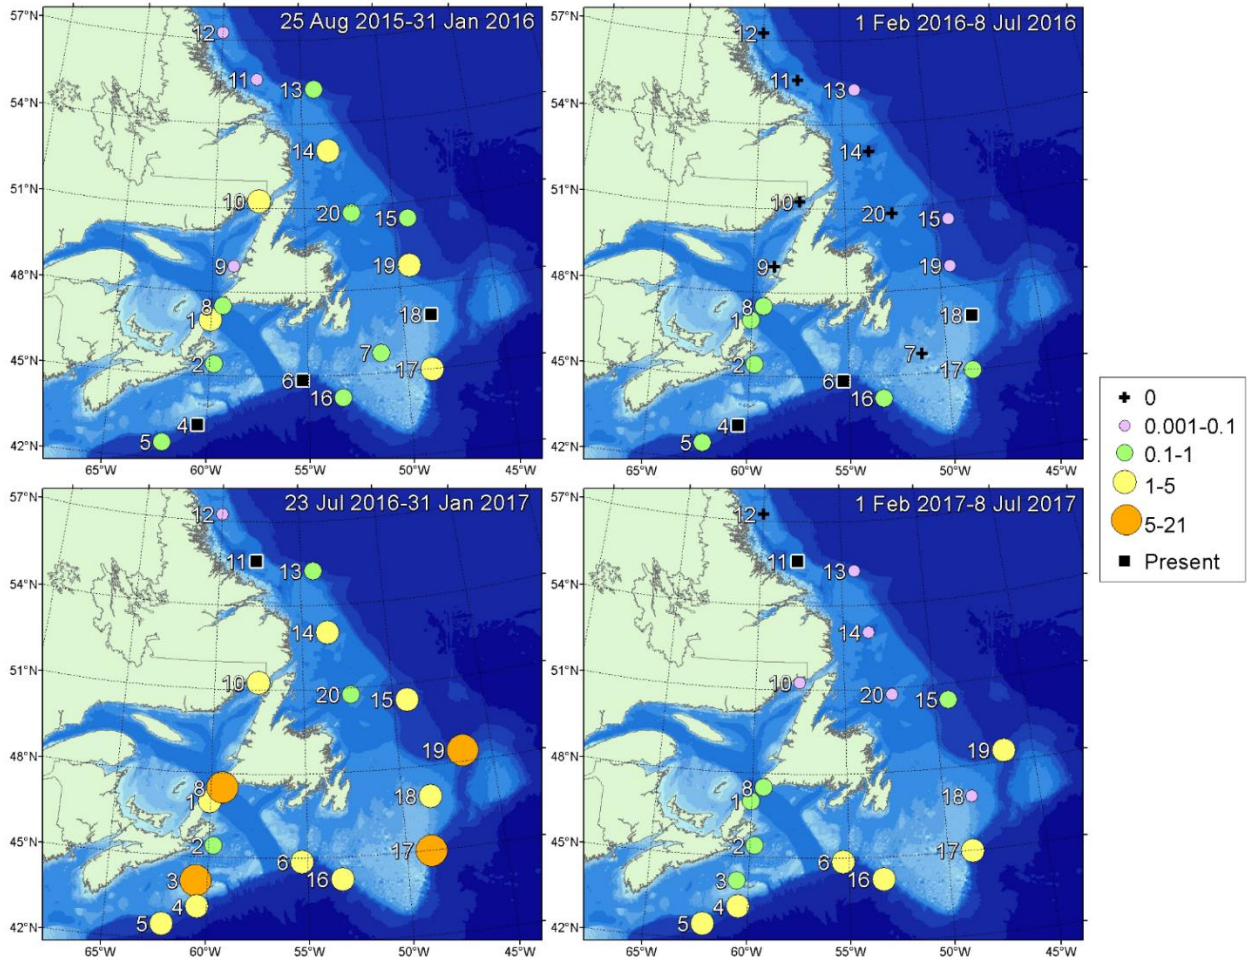 25 Aug 2015-31 Jan 2016
57°N
54°N
51°N
48°N
45°N
42°N
12
11
13
14
10
20
15
9
19
8
1
18
2
7
17
6
16
4
5
65°W
60°W
55°W
50°W
45°W
1 Feb 2016-8 Jul 2016
57°N
54°N
51°N
48°N
45°N
42°N
12
11
13
14
10
20
15
9
19
8
1
18
2
7
17
6
16
4
5
65°W
60°W
55°W
50°W
45°W
23 Jul 2016-31 Jan 2017
57°N
54°N
51°N
48°N
45°N
42°N
12
11
13
14
10
20
15
19
8
1
18
2
17
6
3
16
4
5
65°W
60°W
55°W
50°W
45°W
1 Feb 2017-8 Jul 2017
57°N
54°N
51°N
48°N
45°N
42°N
12
11
13
14
10
20
15
19
8
1
18
2
17
6
3
16
4
5
65°W
60°W
55°W
50°W
45°W
0
0.001-0.1
0.1-1
1-5
5-21
Present